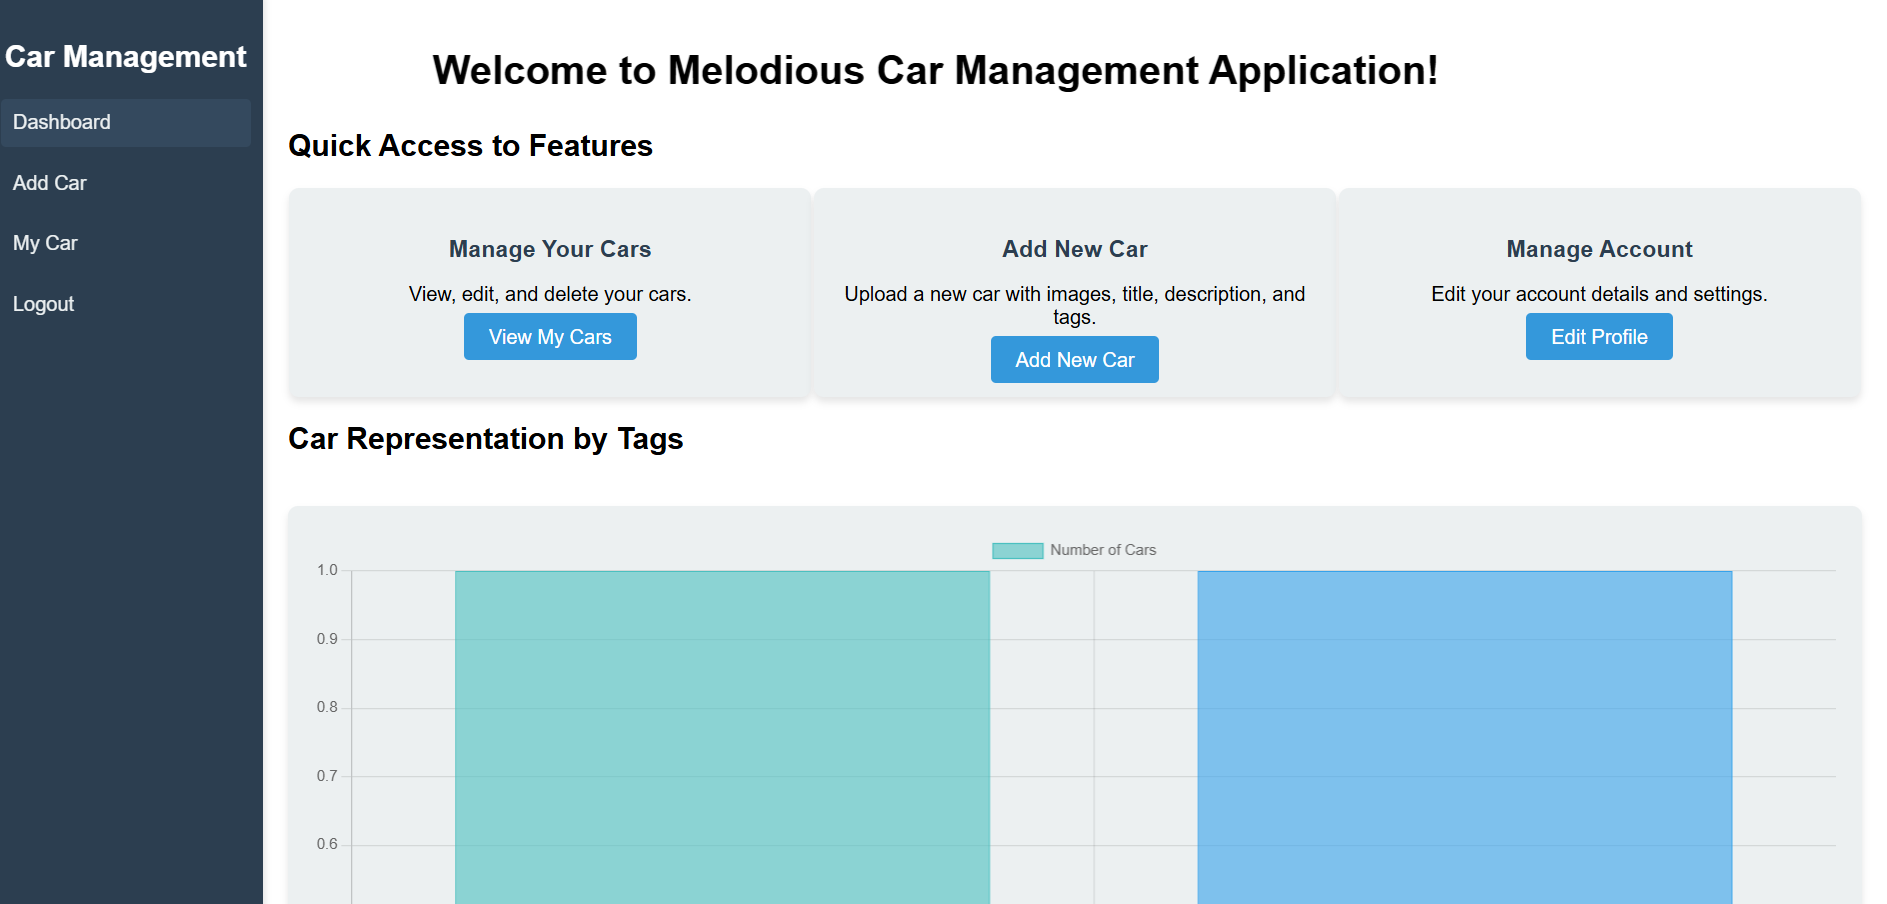 Car Management
Dashboard
Add Car
My Car
Logout
Welcome to Melodious Car Management Application!
Quick Access to Features
Manage Your Cars
View, edit, and delete your cars.
View My Cars
Add New Car
Upload a new car with images, title, description, and
tags.
Add New Car
Manage Account
Edit your account details and settings.
Edit Profile
Car Representation by Tags
Number of Cars
1.0
0.9
0.8
0.7
0.6